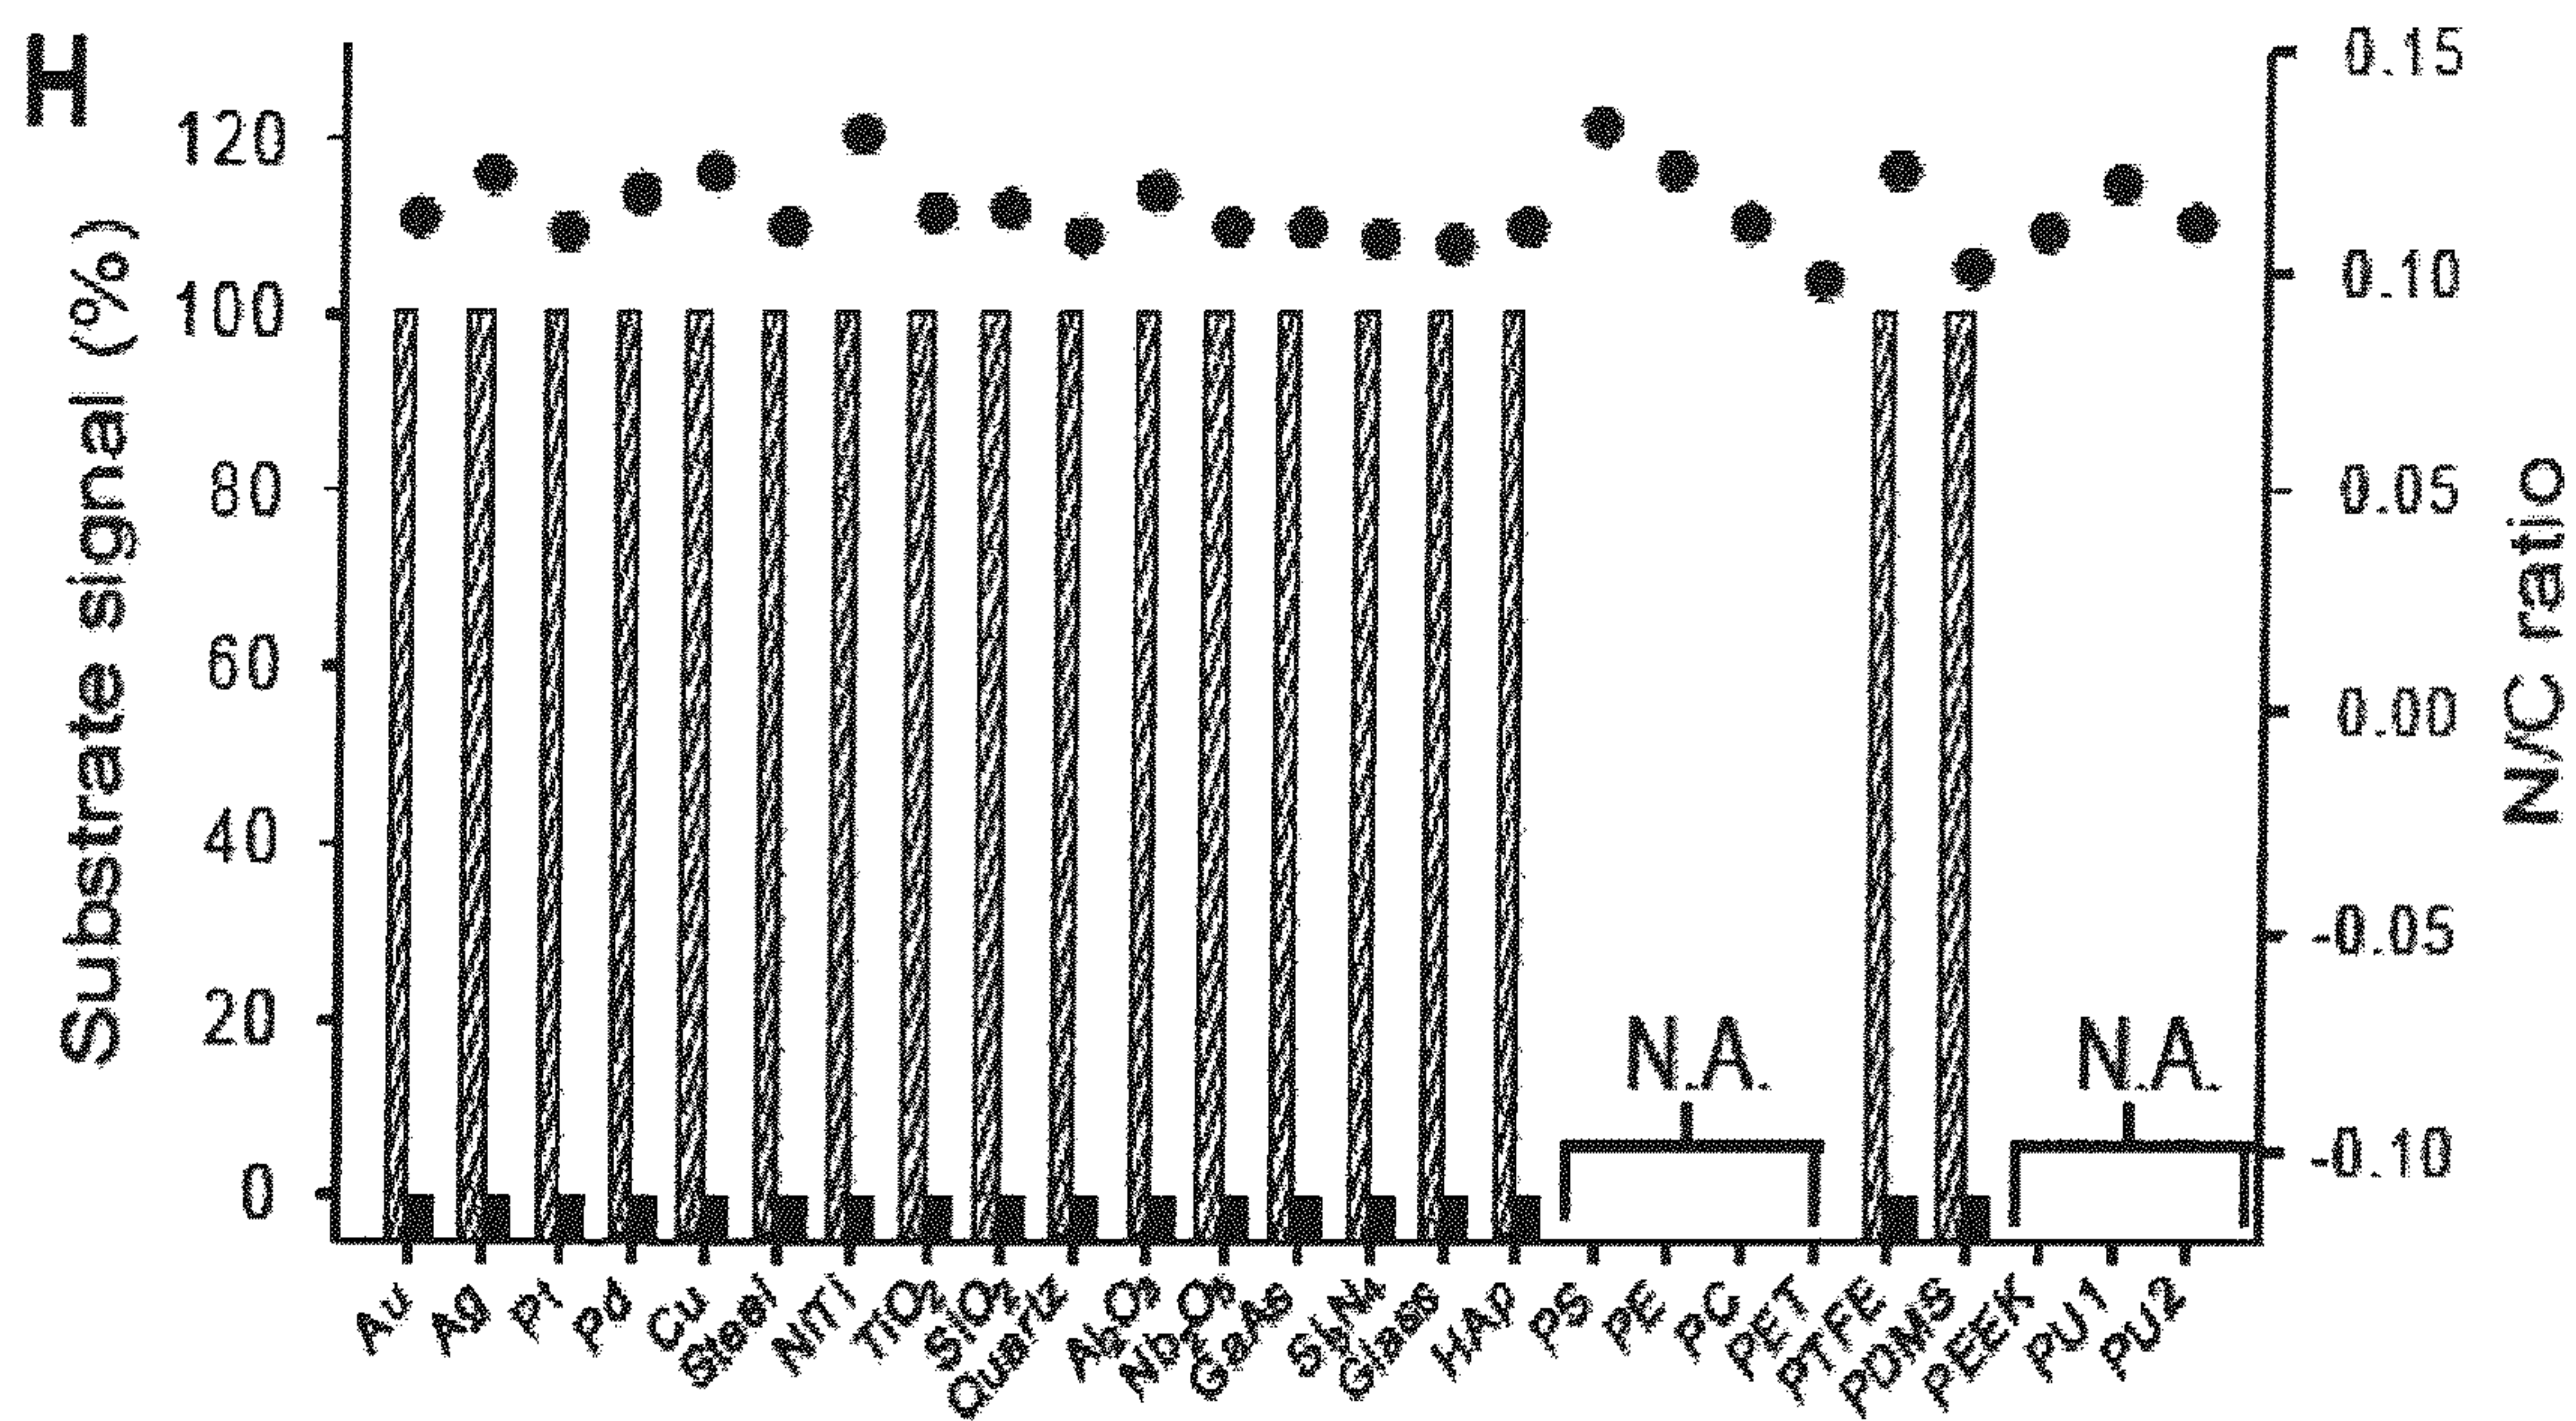 H
Substrate signal (%)
120
100
80
60
40
20
0
0.15
0.10
0.05
0.00
-0.05
-0.10
N/C ratio
N.A.
N.A.
Au
Ag
Pt
Pd
Cu
Steel
NiTi
TiO₂
SiO₂
Quartz
Al₂O₃
Nb₂O₅
GaAs
Si₃N₄
Glass
HAp
PS
PE
PC
PET
PTFE
PDMS
PEEK
PU1
PU2